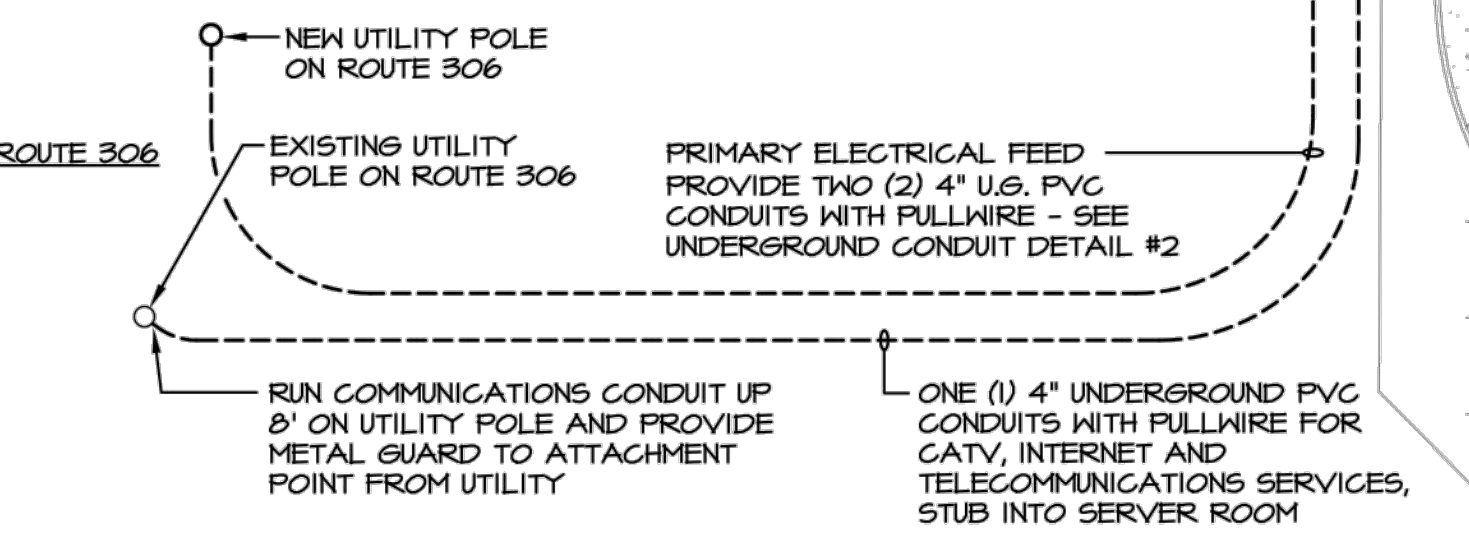 NEW UTILITY POLE
ON ROUTE 306
ROUTE 306
EXISTING UTILITY
POLE ON ROUTE 306
PRIMARY ELECTRICAL FEED
PROVIDE TWO (2) 4" U.G. PVC
CONDUITS WITH PULLWIRE - SEE
UNDERGROUND CONDUIT DETAIL #2
RUN COMMUNICATIONS CONDUIT UP
8' ON UTILITY POLE AND PROVIDE
METAL GUARD TO ATTACHMENT
POINT FROM UTILITY
ONE (1) 4" UNDERGROUND PVC
CONDUITS WITH PULLWIRE FOR
CATV, INTERNET AND
TELECOMMUNICATIONS SERVICES,
STUB INTO SERVER ROOM